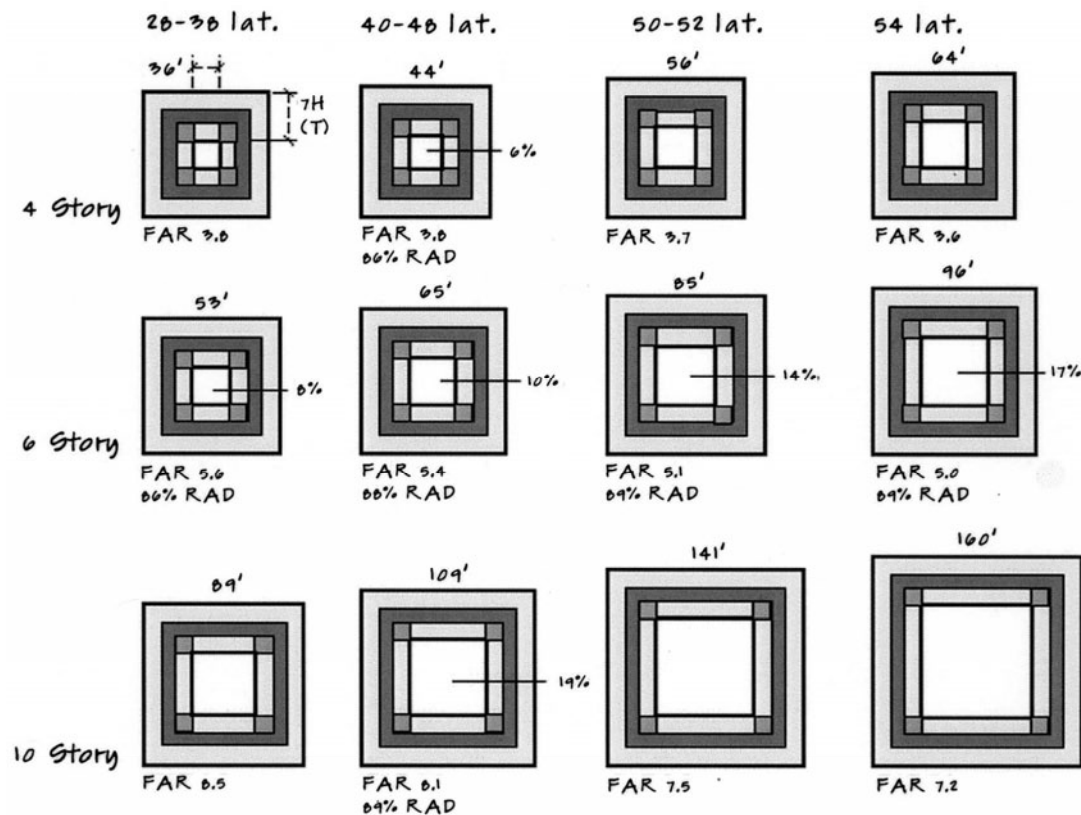 28-38 lat.
40-48 lat.
50-52 lat.
54 lat.
36'
7H
(T)
44'
56'
64'
6%
4 Story
FAR 3.8
FAR 3.8
86% RAD
FAR 3.7
FAR 3.6
53'
65'
85'
96'
8%
10%
14%
17%
6 Story
FAR 5.6
86% RAD
FAR 5.4
88% RAD
FAR 5.1
89% RAD
FAR 5.0
89% RAD
89'
109'
141'
160'
19%
10 Story
FAR 8.5
FAR 8.1
89% RAD
FAR 7.5
FAR 7.2